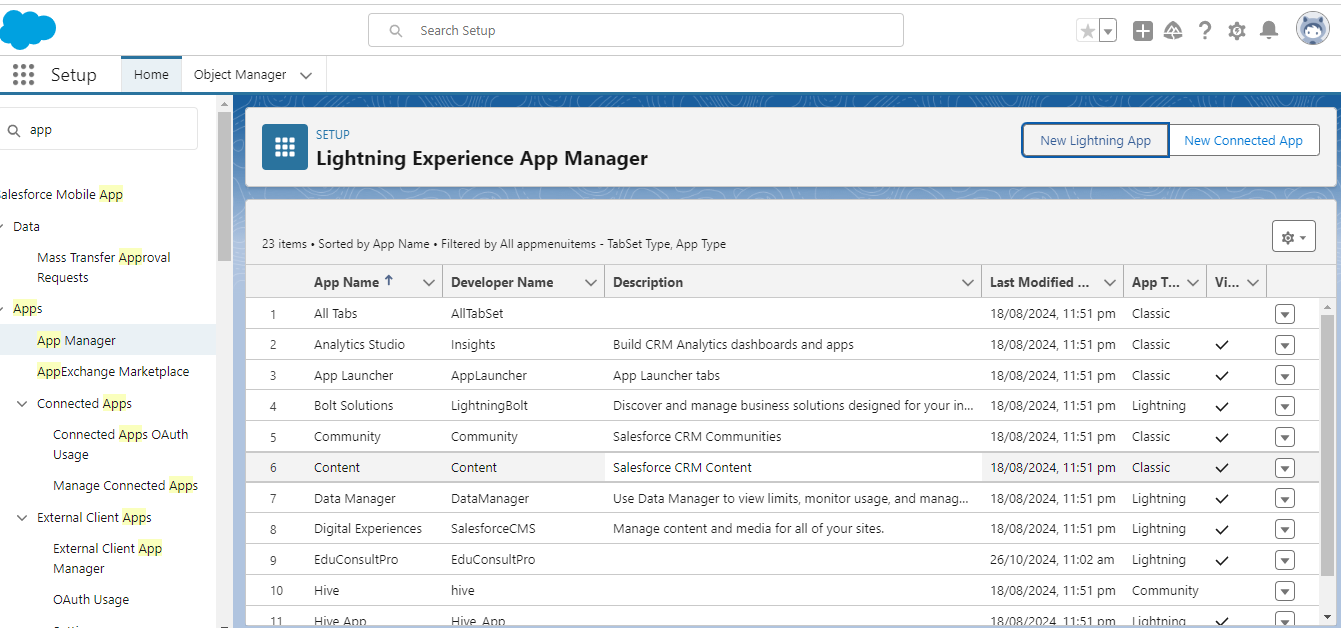 Search Setup
Setup
Home
Object Manager
app
Salesforce Mobile App
Data
Mass Transfer Approval
Requests
Apps
App Manager
AppExchange Marketplace
Connected Apps
Connected Apps OAuth
Usage
Manage Connected Apps
External Client Apps
External Client App
Manager
OAuth Usage
SETUP
Lightning Experience App Manager
New Lightning App
New Connected App
23 items • Sorted by App Name • Filtered by All appmenuitems - TabSet Type, App Type
App Name Developer Name Description Last Modified ... App T... Vi...
1 All Tabs AllTabSet 18/08/2024, 11:51 pm Classic
2 Analytics Studio Insights Build CRM Analytics dashboards and apps 18/08/2024, 11:51 pm Classic
3 App Launcher AppLauncher App Launcher tabs 18/08/2024, 11:51 pm Classic
4 Bolt Solutions LightningBolt Discover and manage business solutions designed for your in... 18/08/2024, 11:51 pm Lightning
5 Community Community Salesforce CRM Communities 18/08/2024, 11:51 pm Classic
6 Content Content Salesforce CRM Content 18/08/2024, 11:51 pm Classic
7 Data Manager DataManager Use Data Manager to view limits, monitor usage, and manag... 18/08/2024, 11:51 pm Lightning
8 Digital Experiences SalesforceCMS Manage content and media for all of your sites. 18/08/2024, 11:51 pm Lightning
9 EduConsultPro EduConsultPro 26/10/2024, 11:02 am Lightning
10 Hive hive 18/08/2024, 11:51 pm Community
11 Hive App Hive_App 18/08/2024, 11:51 pm Lightning